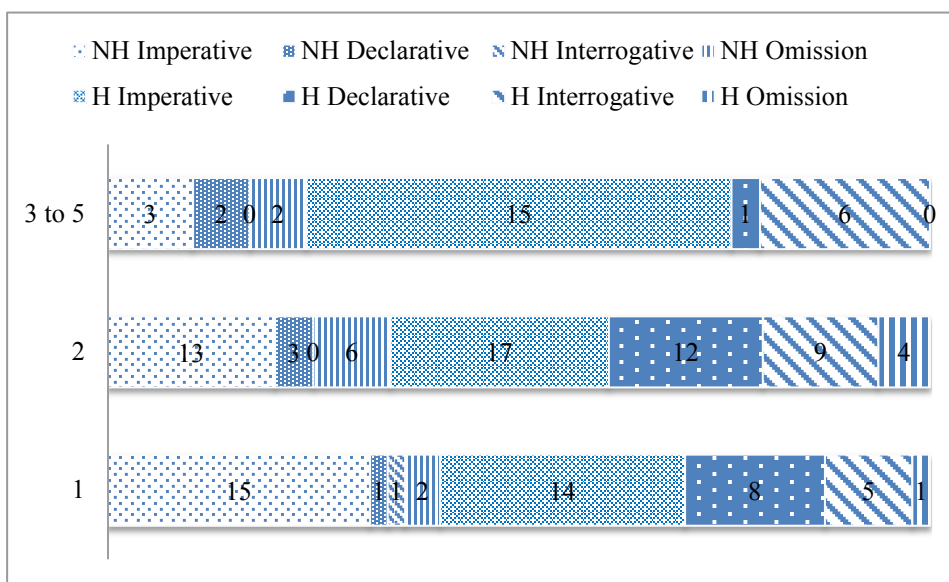 NH Imperative NH Declarative NH Interrogative NH Omission
H Imperative H Declarative H Interrogative H Omission
3 to 5 3 2 0 2 15 1 6 0
2 13 3 0 6 17 12 9 4
1 15 1 1 2 14 8 5 1